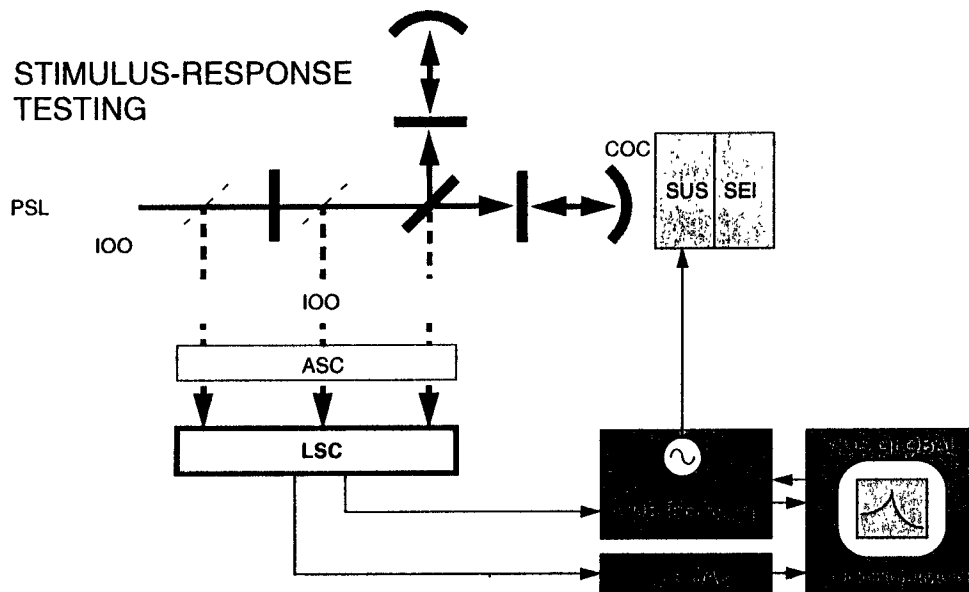 STIMULUS-RESPONSE
TESTING
COC
SUS SEI
PSL
IOO
IOO
ASC
LSC